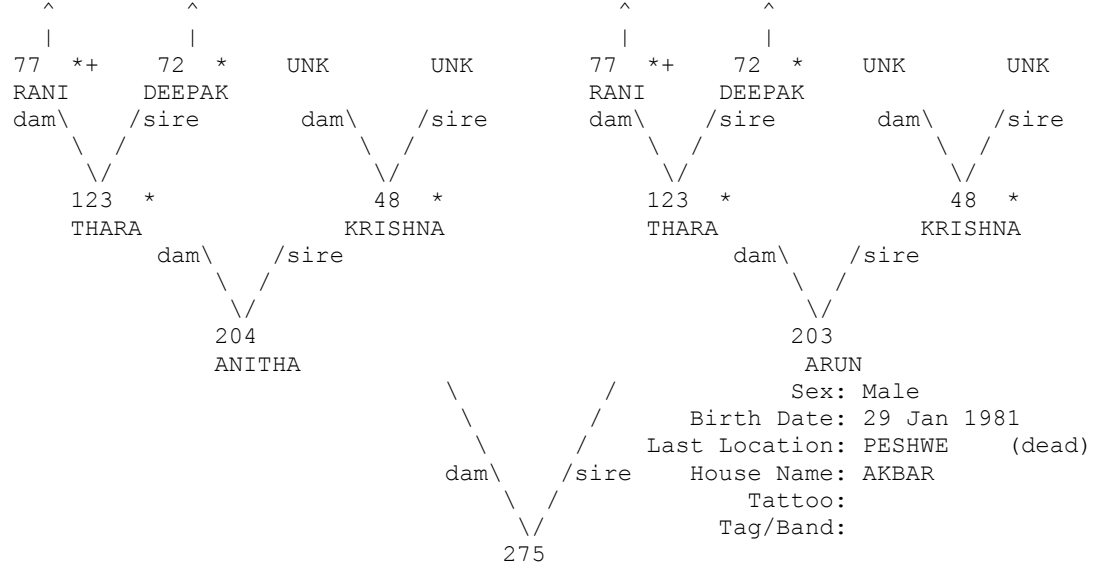 ^ ^ ^ ^
| | | |
77 *+ 72 * UNK UNK 77 *+ 72 * UNK UNK
RANI DEEPAK RANI DEEPAK
dam\ /sire dam\ /sire dam\ /sire dam\ /sire
\ / \ / \ / \ /
\/ \/ \/ \/
123 * 48 * 123 * 48 *
THARA KRISHNA THARA KRISHNA
dam\ /sire dam\ /sire
\ / \ /
\/ \/
204 203
ANITHA ARUN
\ / Sex: Male
\ / Birth Date: 29 Jan 1981
\ / Last Location: PESHWE (dead)
dam\ /sire House Name: AKBAR
\ / Tattoo:
\/ Tag/Band:
275